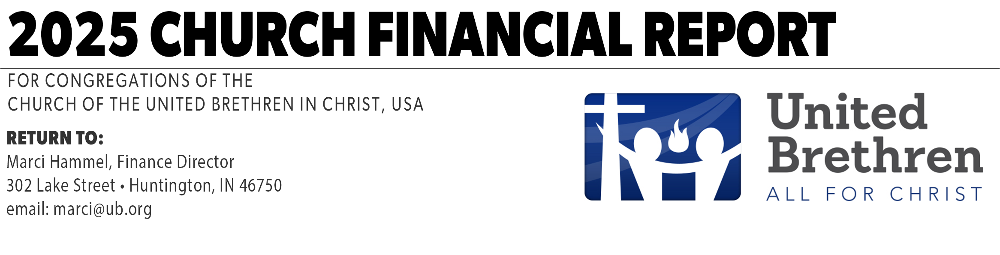 2025 CHURCH FINANCIAL REPORT
FOR CONGREGATIONS OF THE
CHURCH OF THE UNITED BRETHREN IN CHRIST, USA
RETURN TO:
Marci Hammel, Finance Director
302 Lake Street • Huntington, IN 46750
email: marci@ub.org
United
Brethren
ALL FOR CHRIST